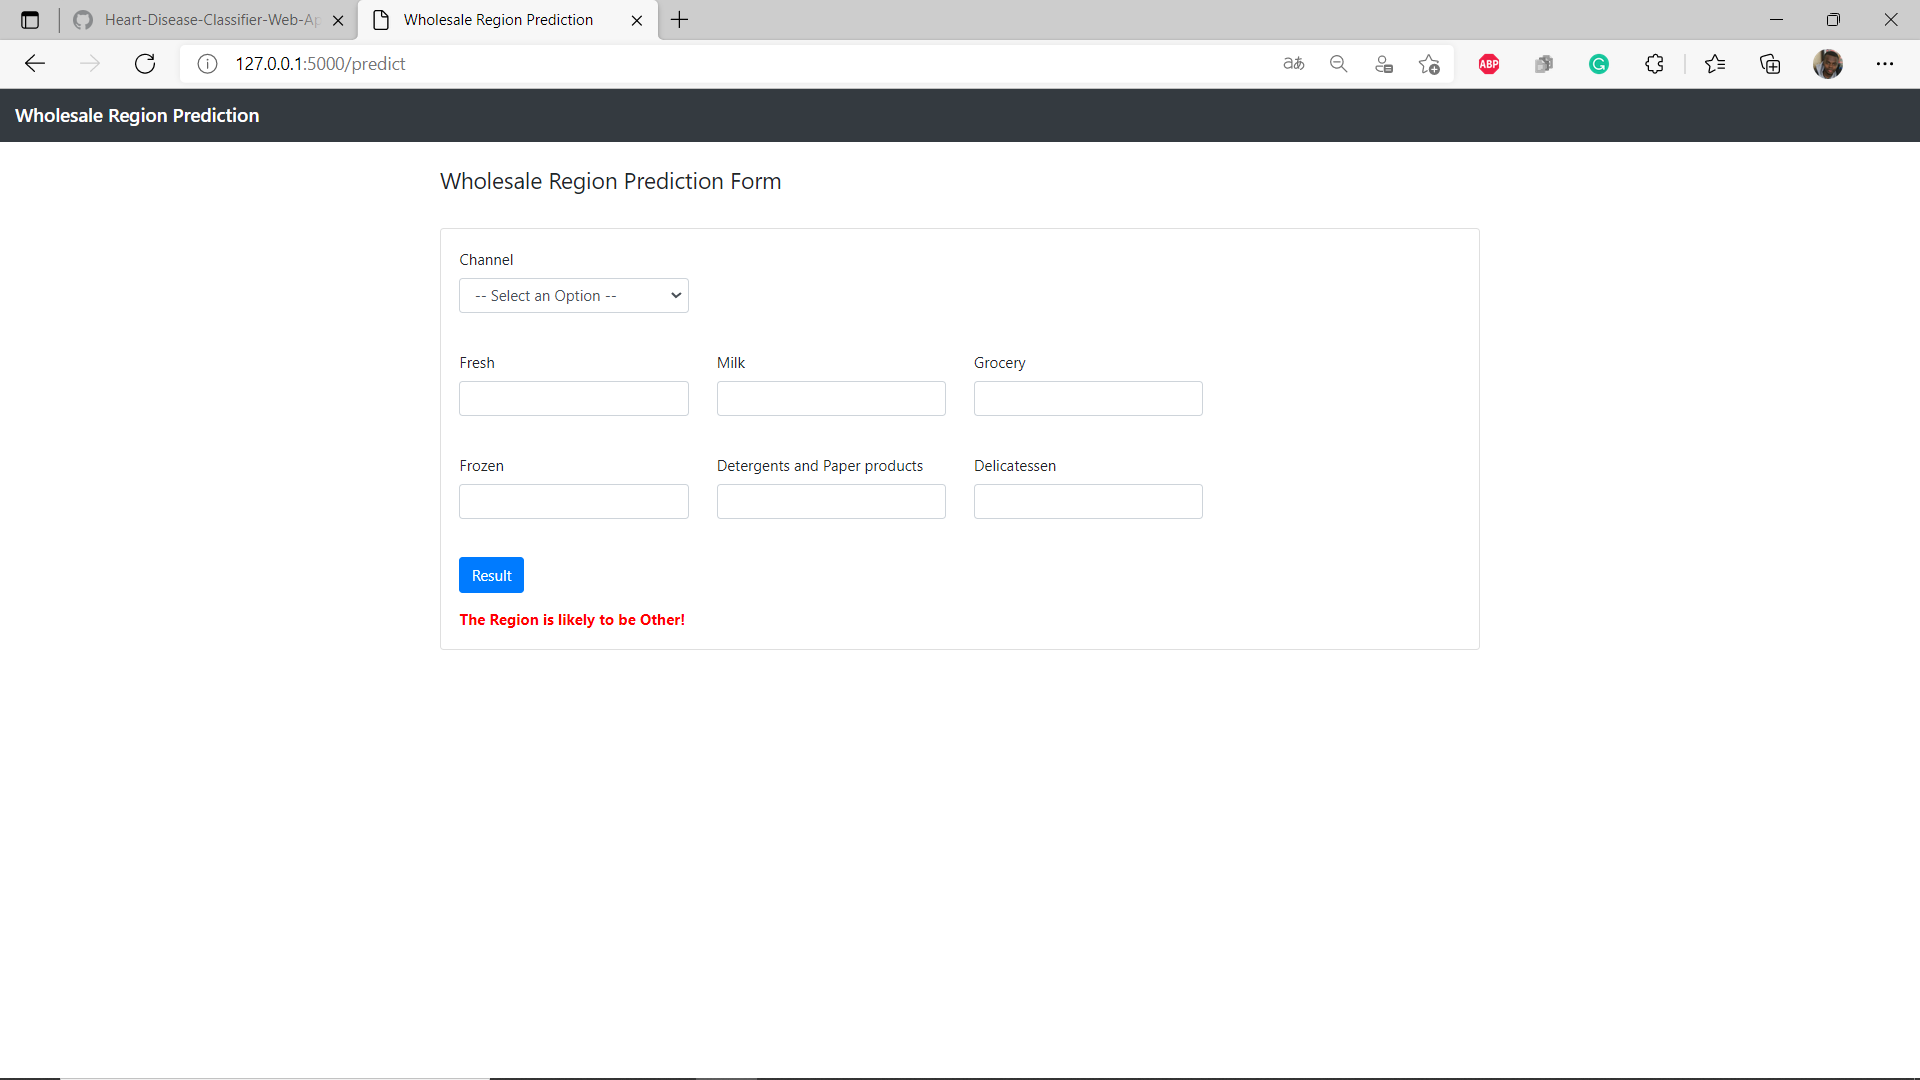 Heart-Disease-Classifier-Web-Ap
Wholesale Region Prediction
127.0.0.1:5000/predict
aあ
ABP
G
Wholesale Region Prediction
Wholesale Region Prediction Form
Channel
-- Select an Option --
Fresh Milk Grocery
Frozen Detergents and Paper products Delicatessen
Result
The Region is likely to be Other!